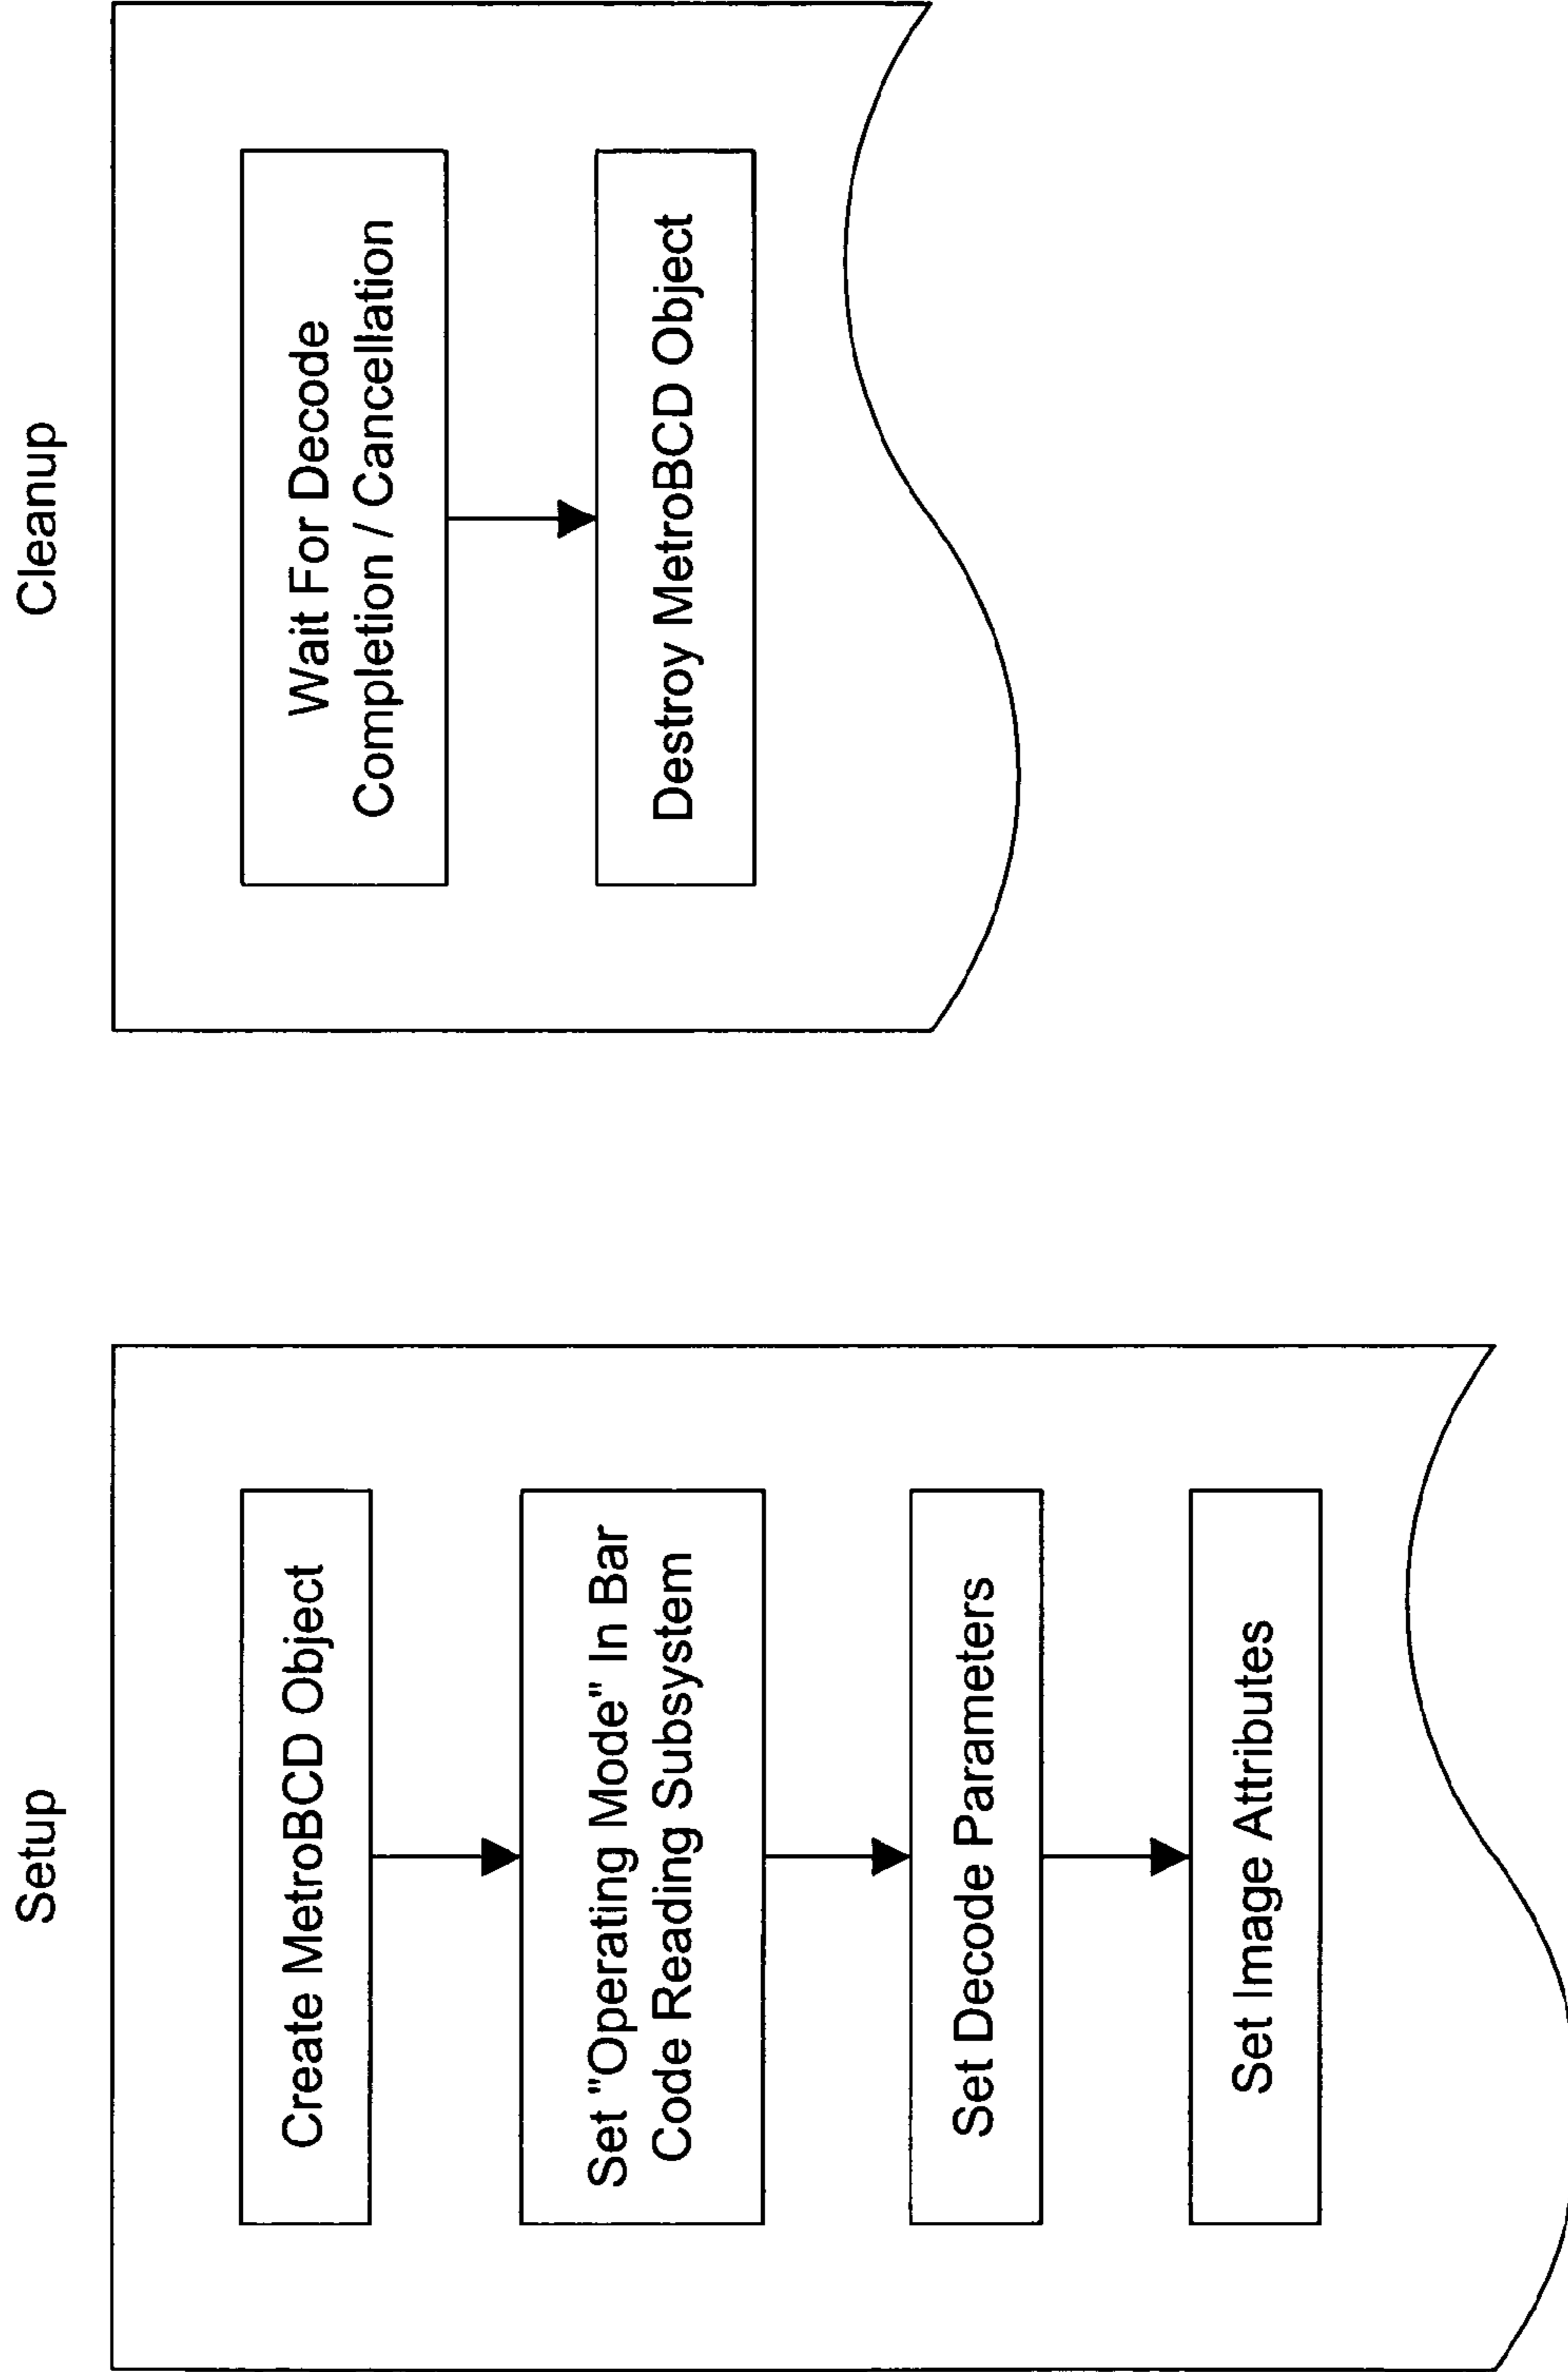 Setup
Create MetroBCD Object
Set "Operating Mode" In Bar
Code Reading Subsystem
Set Decode Parameters
Set Image Attributes
Cleanup
Wait For Decode
Completion / Cancellation
Destroy MetroBCD Object